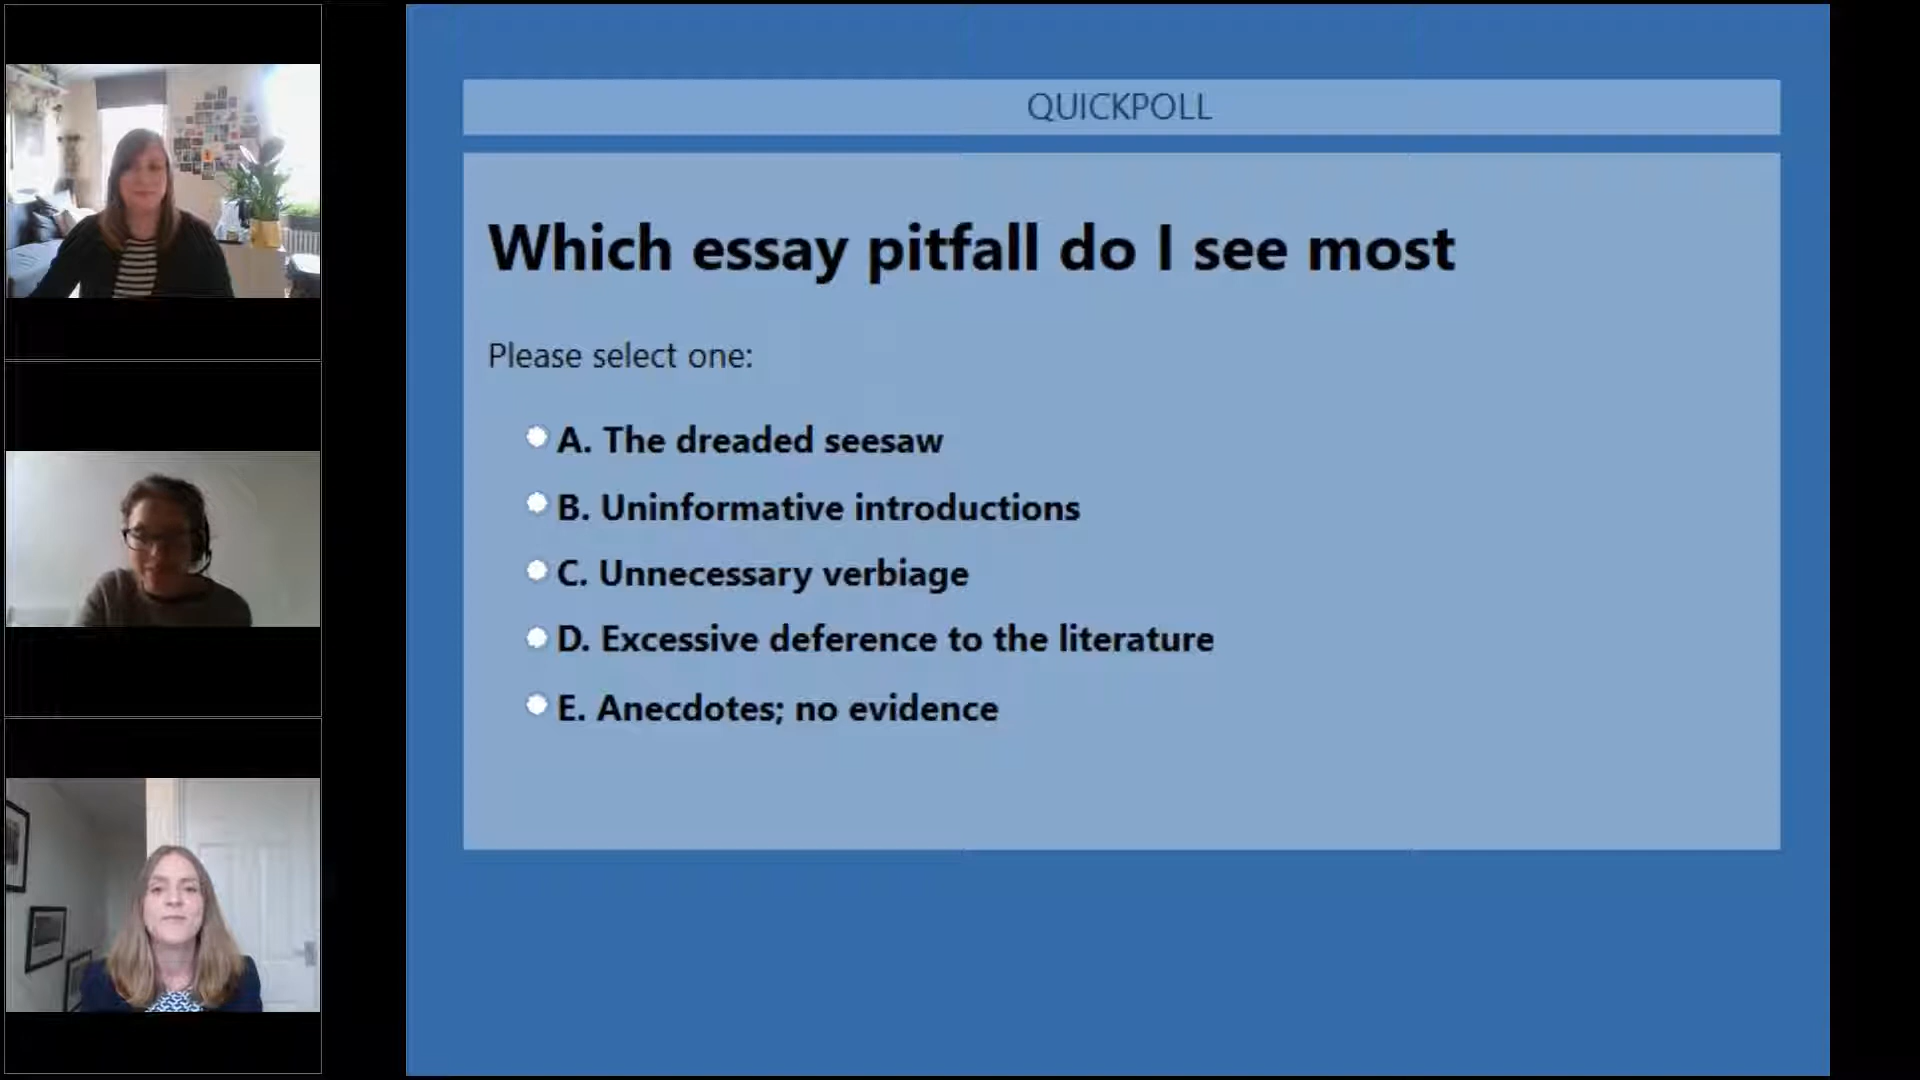 QUICKPOLL
Which essay pitfall do I see most
Please select one:
A. The dreaded seesaw
B. Uninformative introductions
C. Unnecessary verbiage
D. Excessive deference to the literature
E. Anecdotes; no evidence